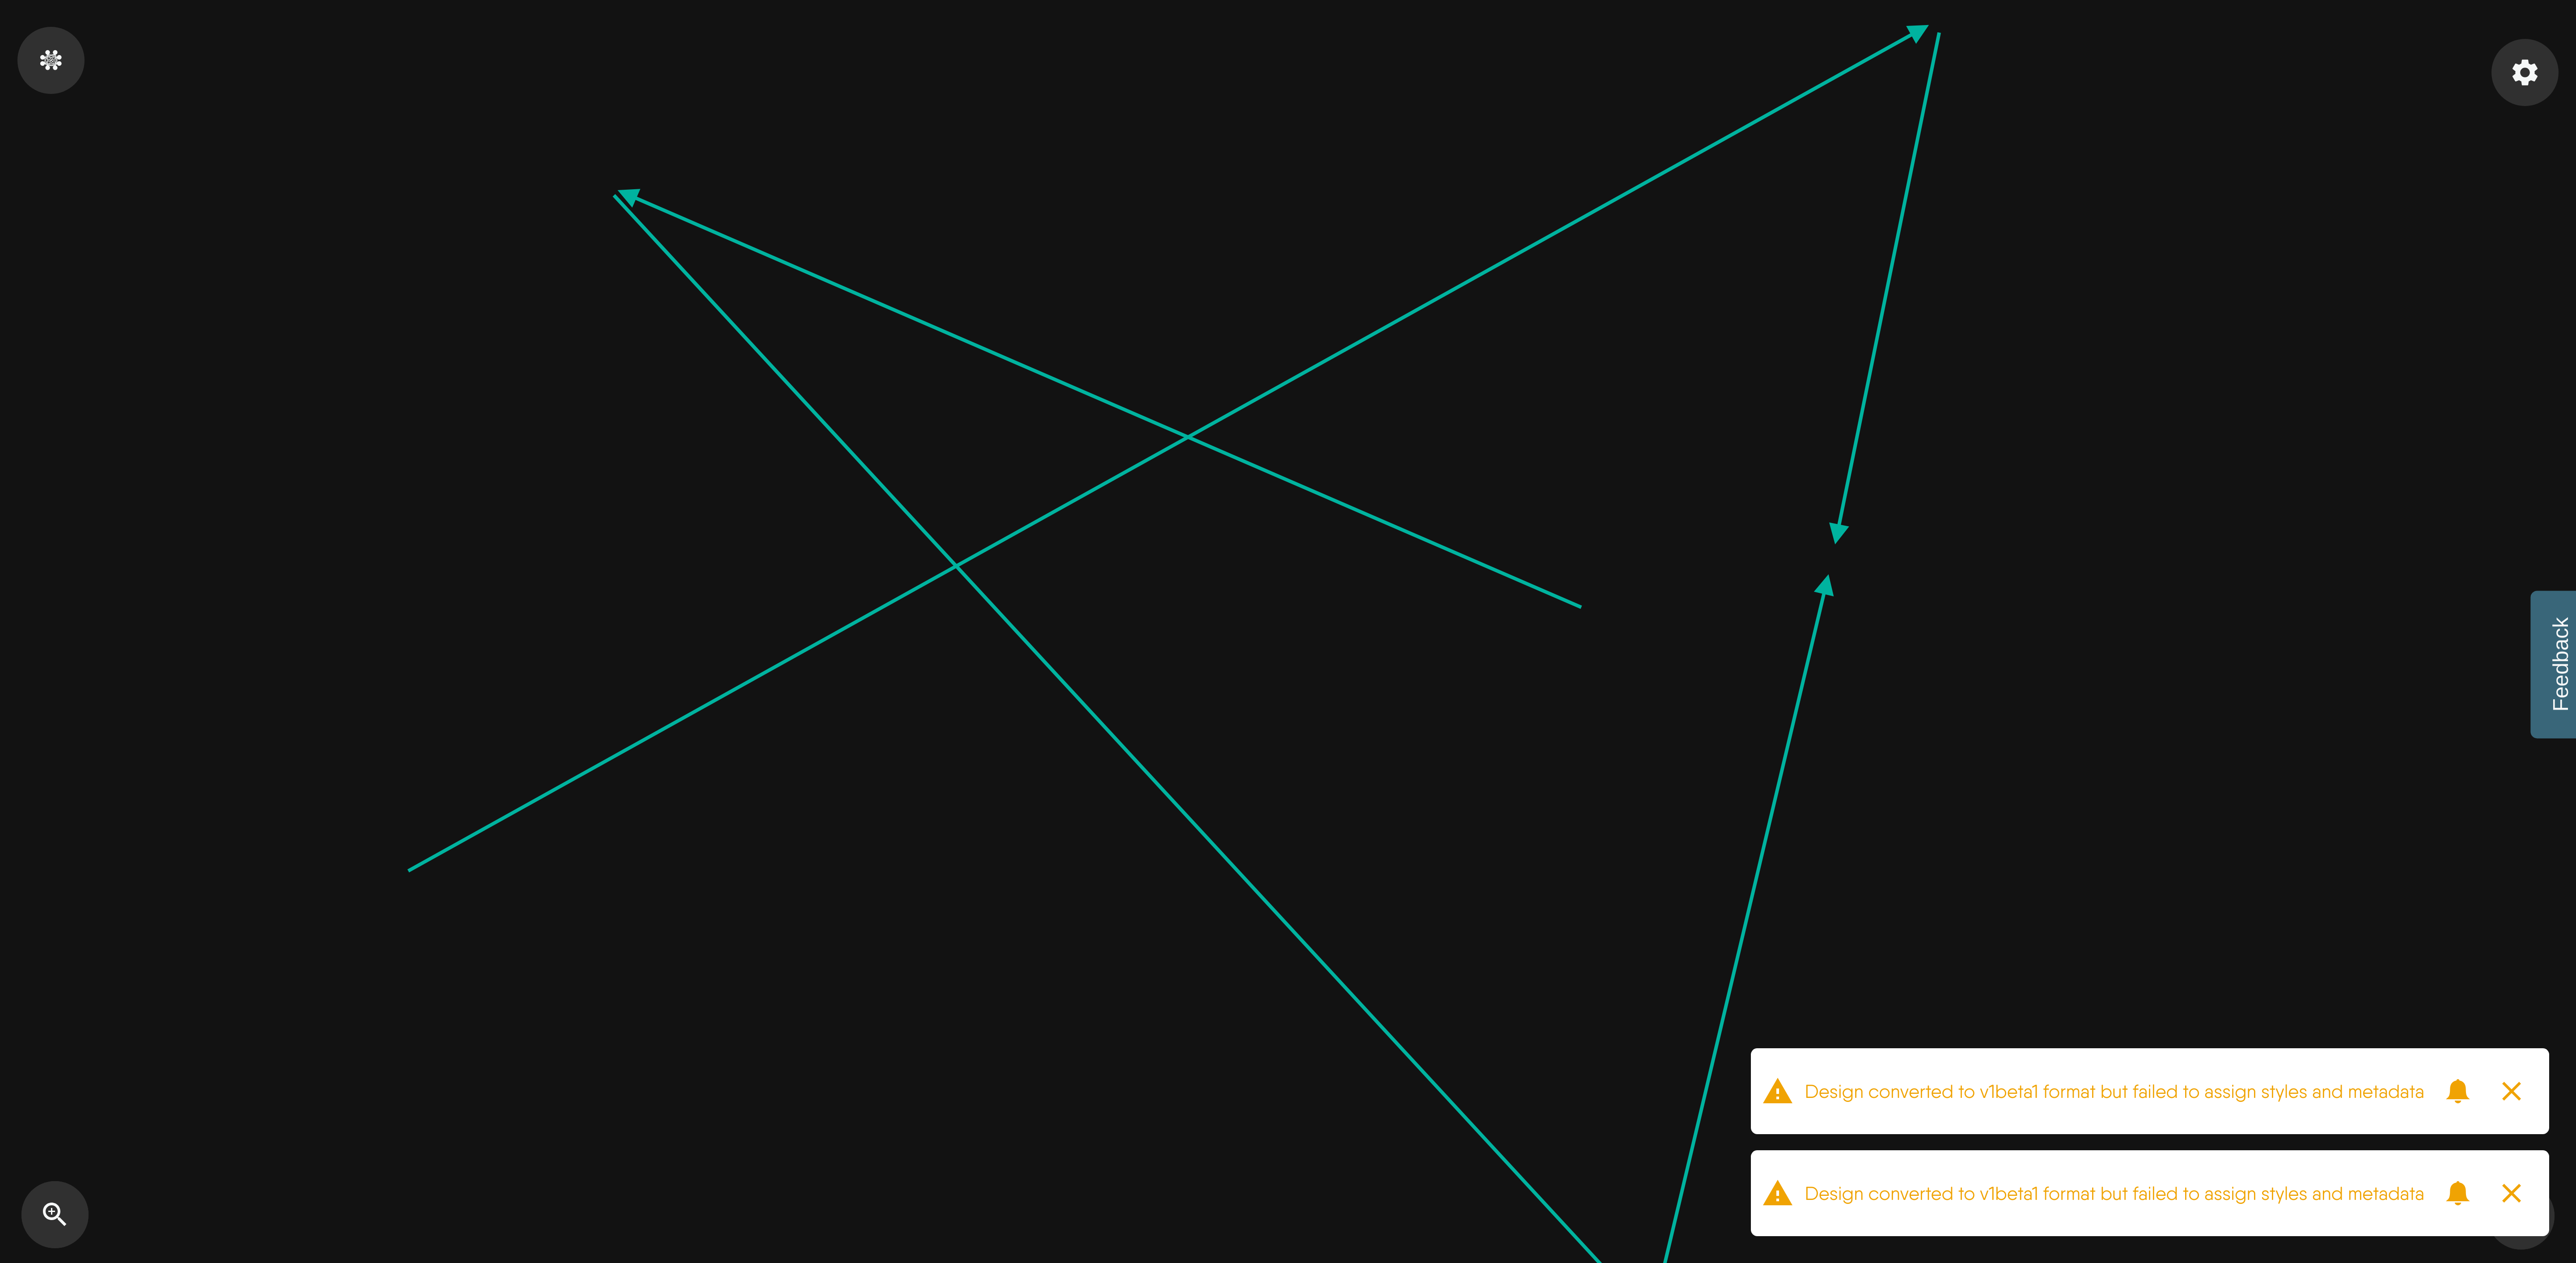 Feedback
Design converted to v1beta1 format but failed to assign styles and metadata
Design converted to v1beta1 format but failed to assign styles and metadata